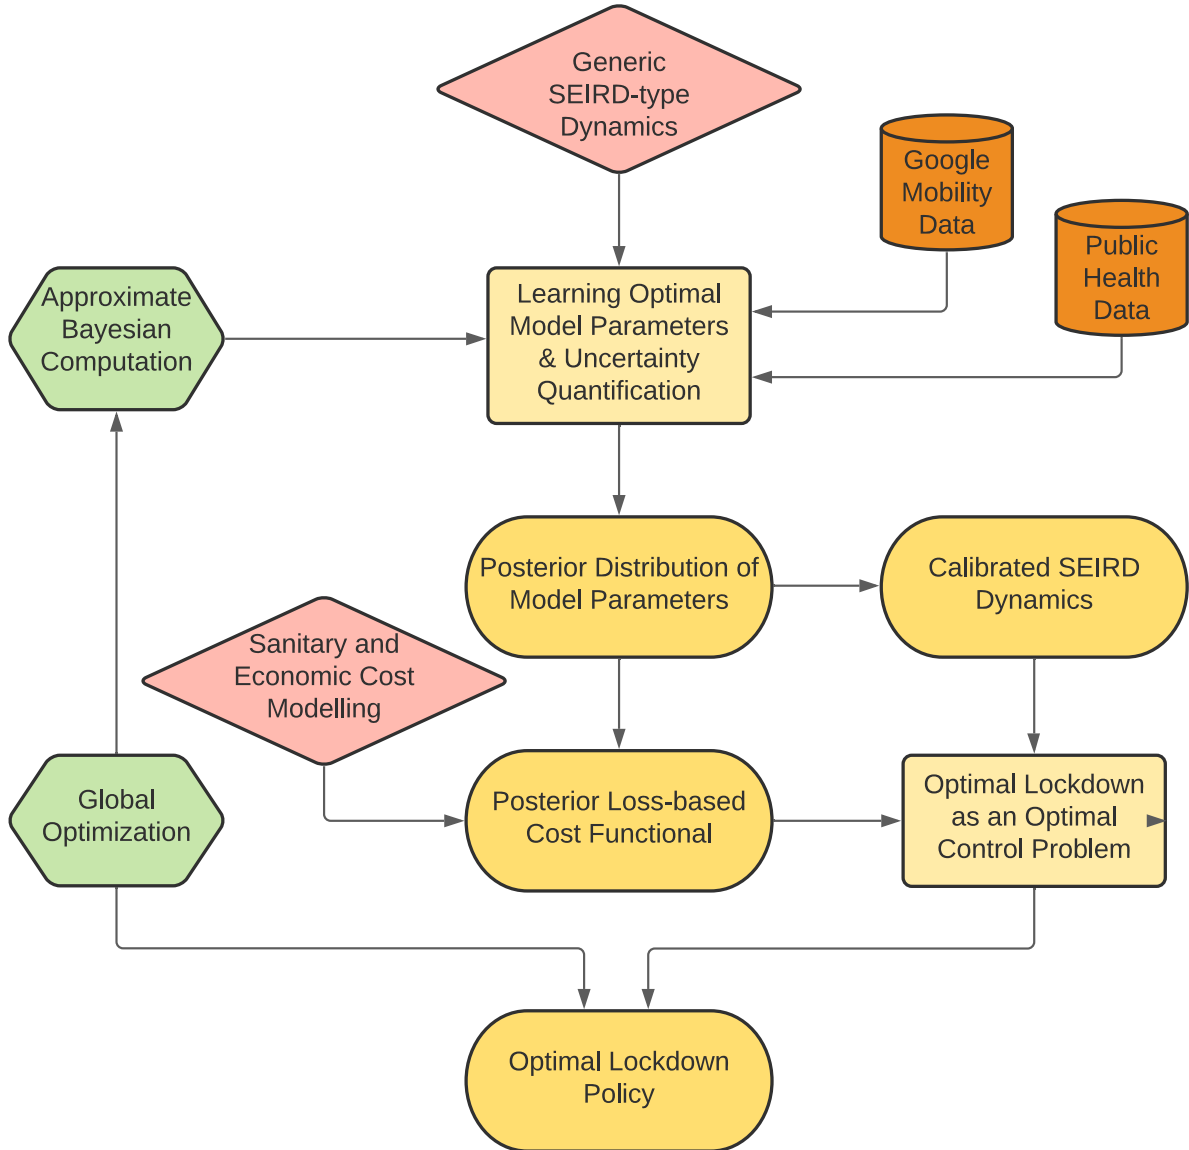 Generic
SEIRD-type
Dynamics
Google
Mobility
Data
Public
Health
Data
Approximate
Bayesian
Computation
Learning Optimal
Model Parameters
& Uncertainty
Quantification
Posterior Distribution of
Model Parameters
Calibrated SEIRD
Dynamics
Sanitary and
Economic Cost
Modelling
Global
Optimization
Posterior Loss-based
Cost Functional
Optimal Lockdown
as an Optimal
Control Problem
Optimal Lockdown
Policy